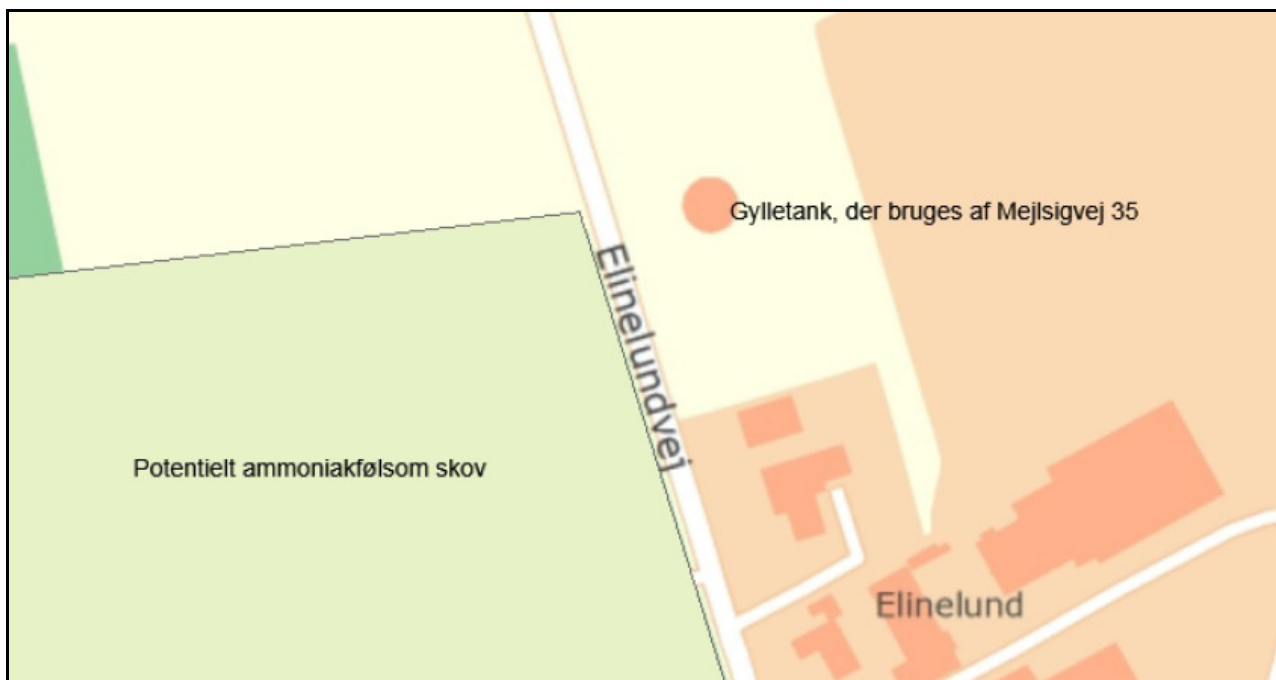 Gylletank, der bruges af Mejlsigvej 35
Elinelundvej
Potentielt ammoniakfølsom skov
Elinelund